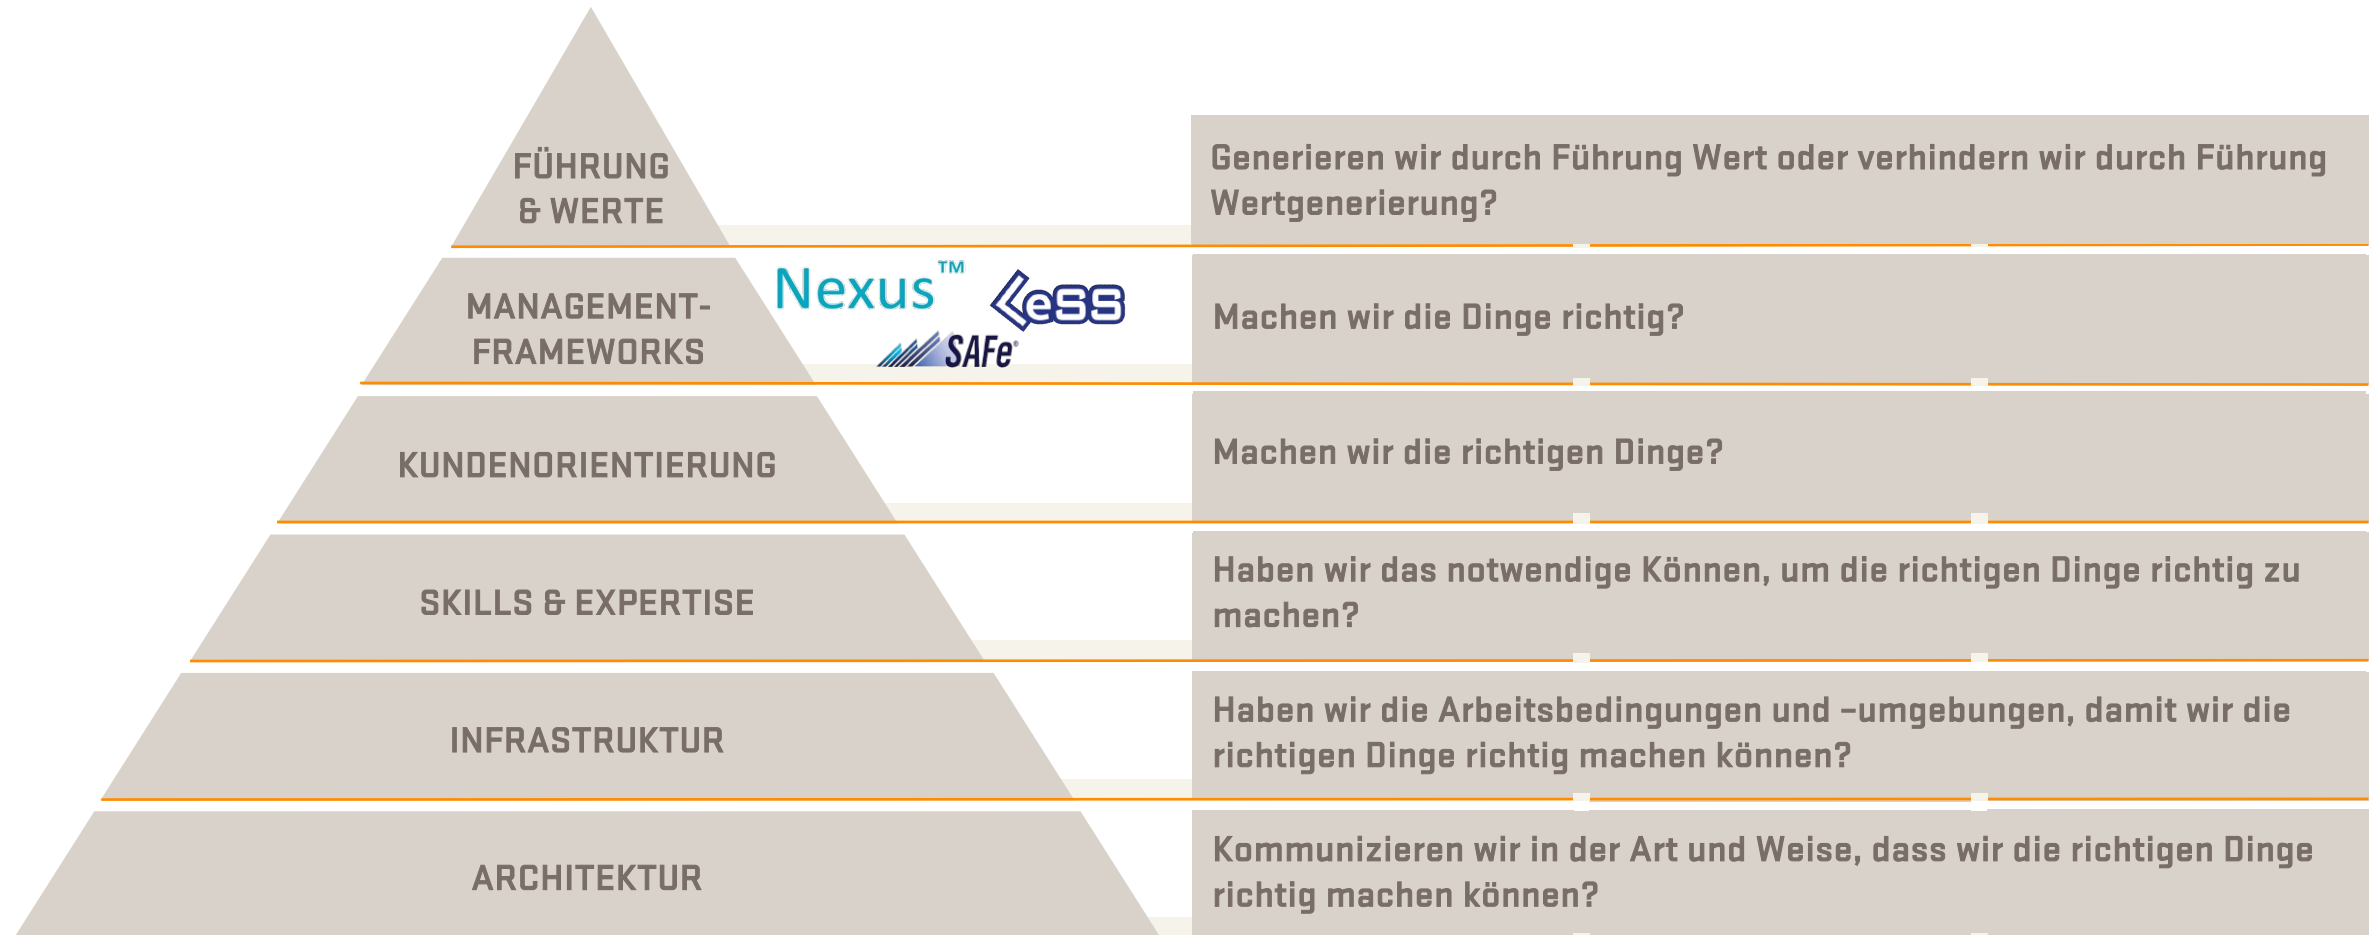 FÜHRUNG
& WERTE
Generieren wir durch Führung Wert oder verhindern wir durch Führung
Wertgenerierung?
MANAGEMENT-
FRAMEWORKS
Nexus™
LeSS
SAFe®
Machen wir die Dinge richtig?
KUNDENORIENTIERUNG
Machen wir die richtigen Dinge?
SKILLS & EXPERTISE
Haben wir das notwendige Können, um die richtigen Dinge richtig zu
machen?
INFRASTRUKTUR
Haben wir die Arbeitsbedingungen und –umgebungen, damit wir die
richtigen Dinge richtig machen können?
ARCHITEKTUR
Kommunizieren wir in der Art und Weise, dass wir die richtigen Dinge
richtig machen können?